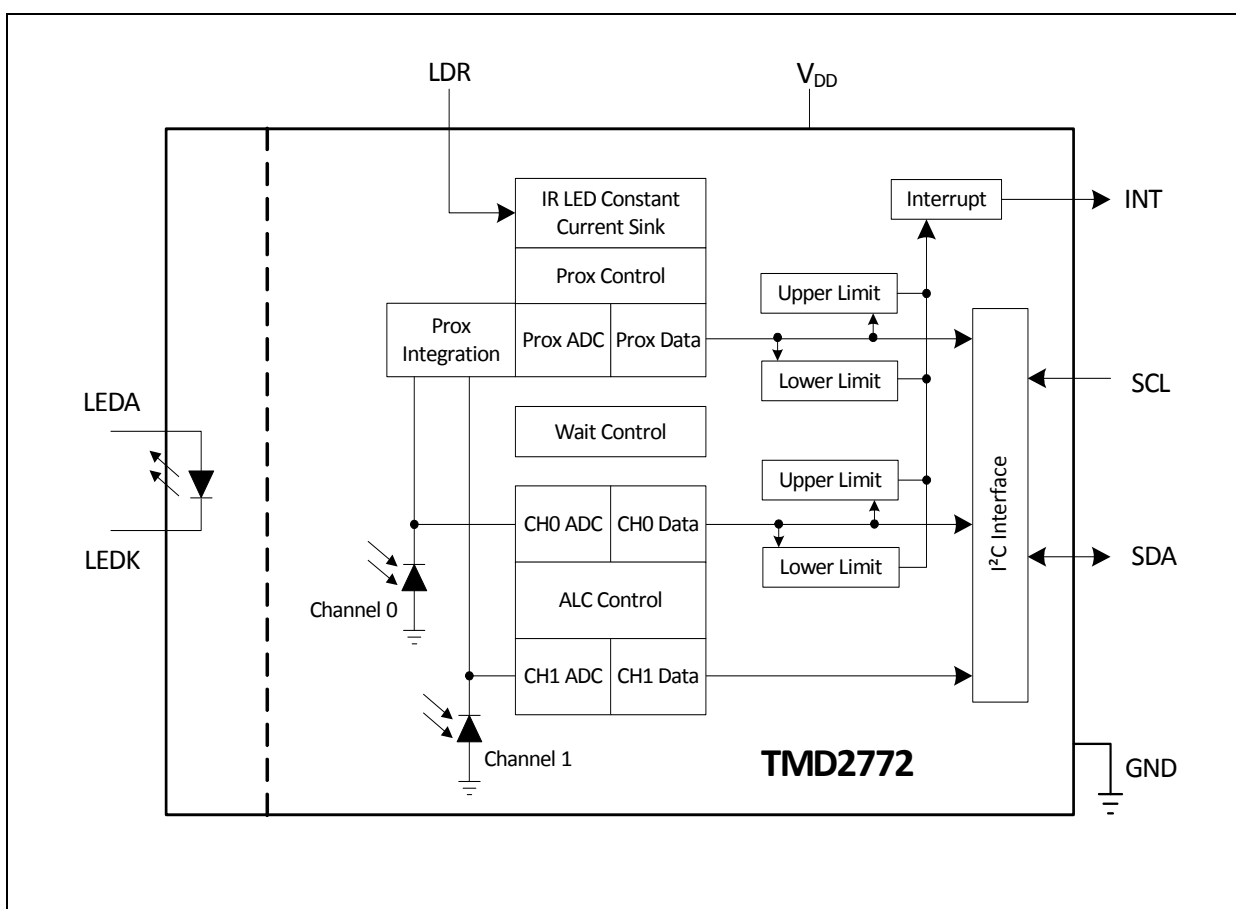 LDR
V_DD
IR LED Constant
Current Sink
Interrupt
INT
Prox Control
Upper Limit
Prox
Integration
Prox ADC
Prox Data
Lower Limit
SCL
LEDA
Wait Control
Upper Limit
CH0 ADC
CH0 Data
I²C Interface
LEDK
Lower Limit
SDA
Channel 0
ALC Control
CH1 ADC
CH1 Data
Channel 1
TMD2772
GND